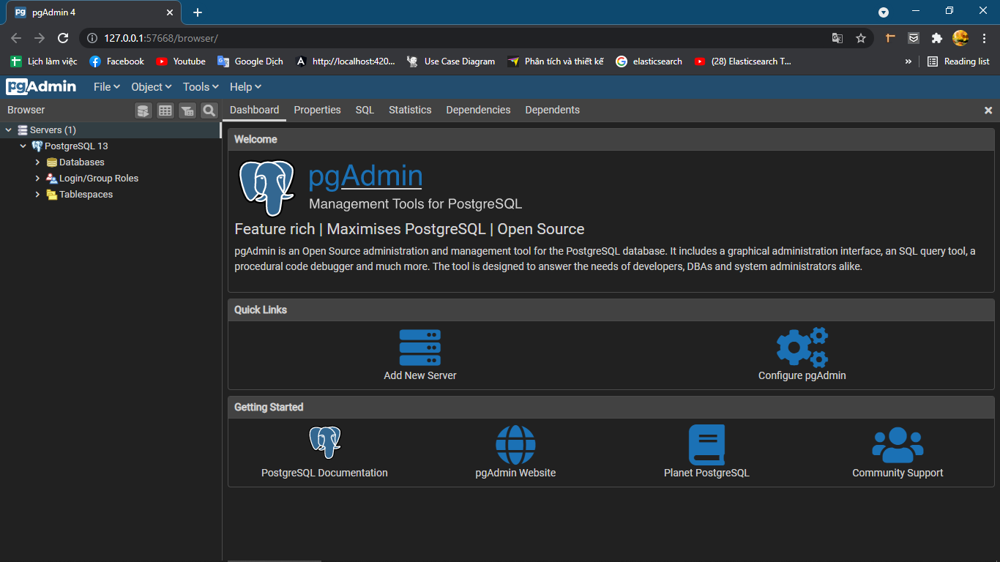 pg pgAdmin 4
127.0.0.1:57668/browser/
Lịch làm việc Facebook Youtube Google Dịch http://localhost:420... Use Case Diagram Phân tích và thiết kế elasticsearch (28) Elasticsearch T... » Reading list
pgAdmin File Object Tools Help
Browser Dashboard Properties SQL Statistics Dependencies Dependents
Servers (1)
PostgreSQL 13
Databases
Login/Group Roles
Tablespaces
Welcome
pgAdmin
Management Tools for PostgreSQL
Feature rich | Maximises PostgreSQL | Open Source
pgAdmin is an Open Source administration and management tool for the PostgreSQL database. It includes a graphical administration interface, an SQL query tool, a
procedural code debugger and much more. The tool is designed to answer the needs of developers, DBAs and system administrators alike.
Quick Links
Add New Server Configure pgAdmin
Getting Started
PostgreSQL Documentation pgAdmin Website Planet PostgreSQL Community Support